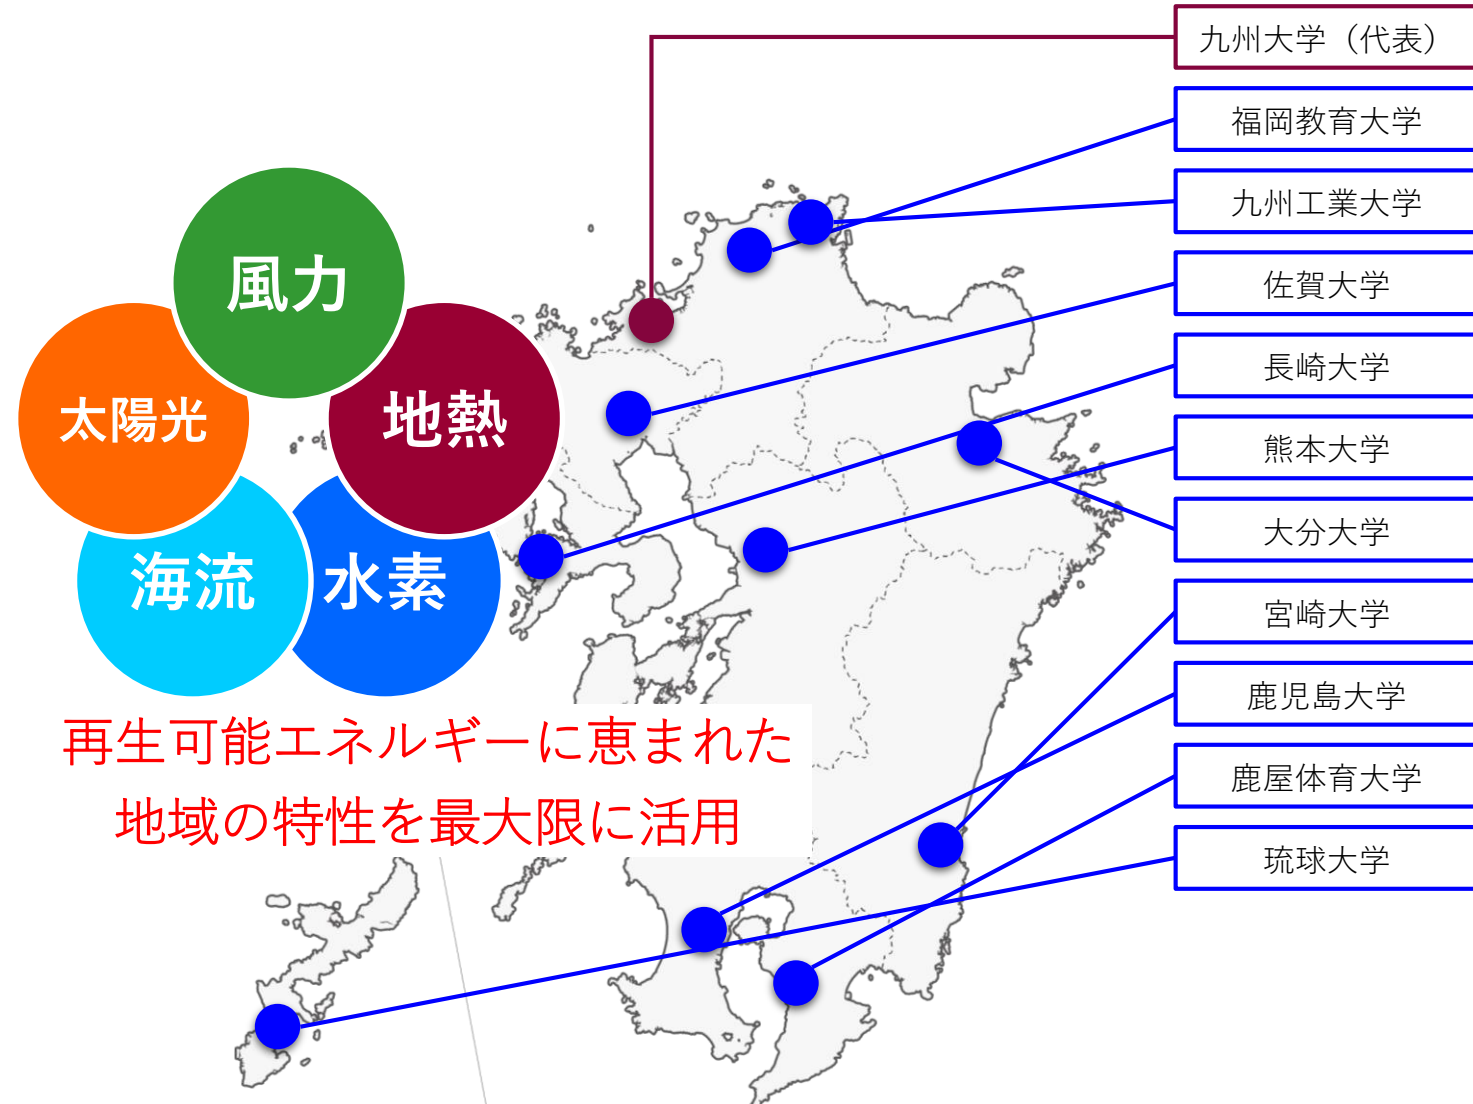 九州大学（代表）
福岡教育大学
九州工業大学
佐賀大学
長崎大学
熊本大学
大分大学
宮崎大学
鹿児島大学
鹿屋体育大学
琉球大学
風力
太陽光
地熱
海流
水素
再生可能エネルギーに恵まれた
地域の特性を最大限に活用